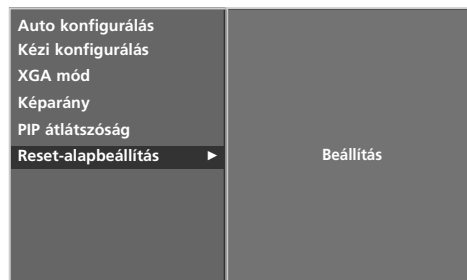 Auto konfigurálás
Kézi konfigurálás
XGA mód
Képarány
PIP átlátszóság
Reset-alapbeállítás ►
Beállítás